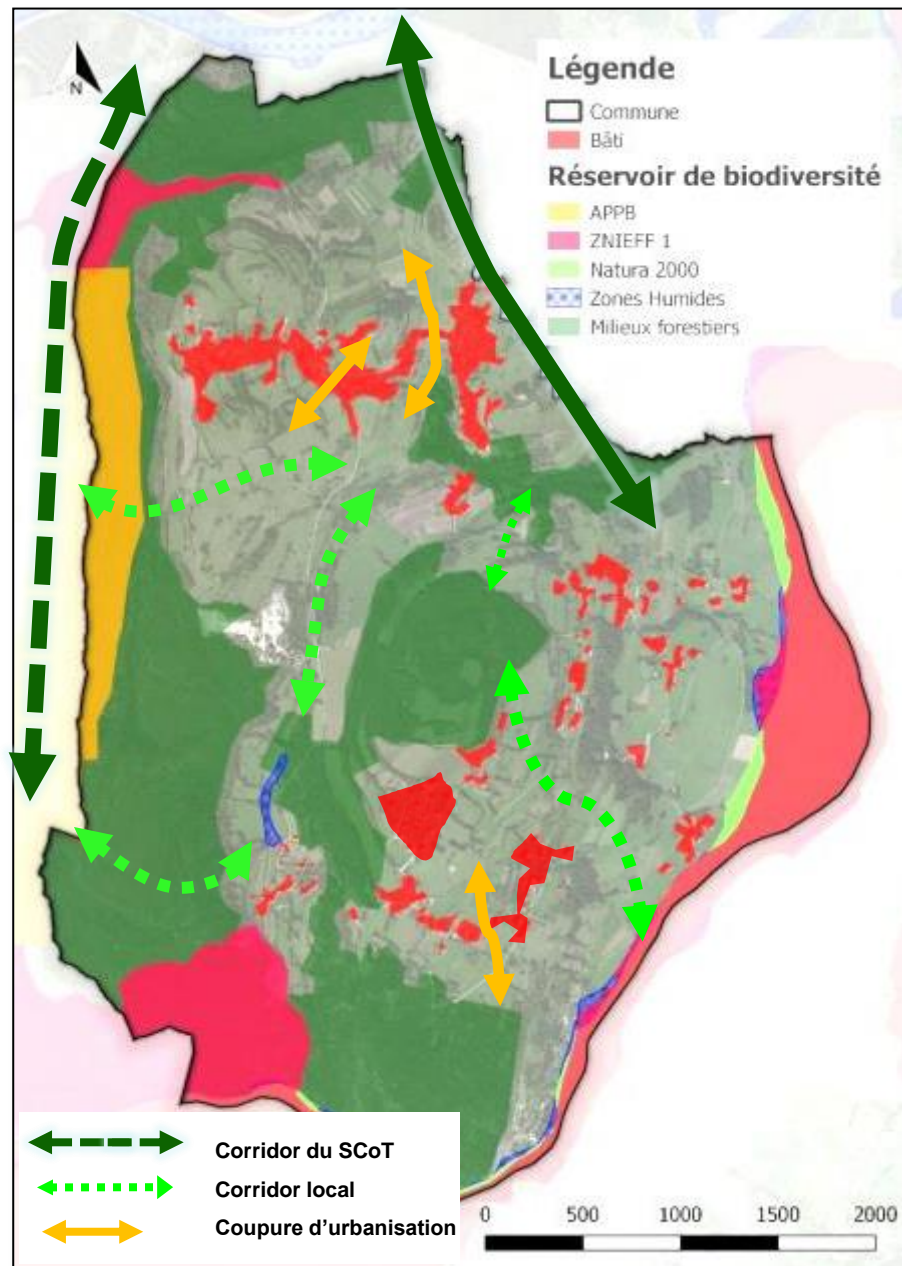 N
Légende
Commune
Bâti
Réservoir de biodiversité
APPB
ZNIEFF 1
Natura 2000
Zones Humides
Milieux forestiers
Corridor du SCoT
Corridor local
Coupure d'urbanisation
0 500 1000 1500 2000